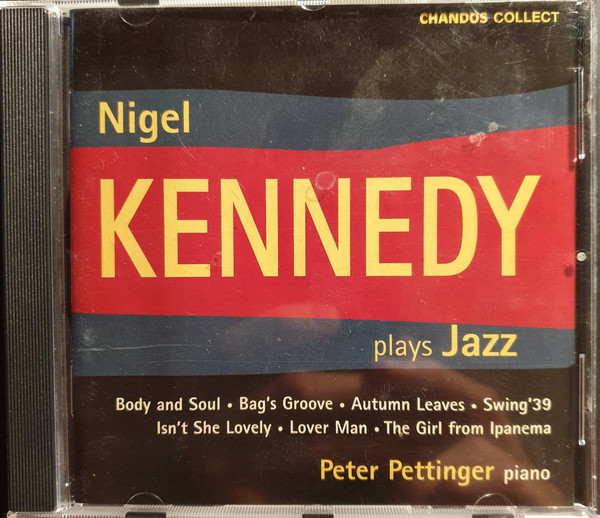 CHANDOS COLLECT
Nigel
KENNEDY
plays Jazz
Body and Soul • Bag's Groove • Autumn Leaves • Swing'39
Isn't She Lovely • Lover Man • The Girl from Ipanema
Peter Pettinger piano